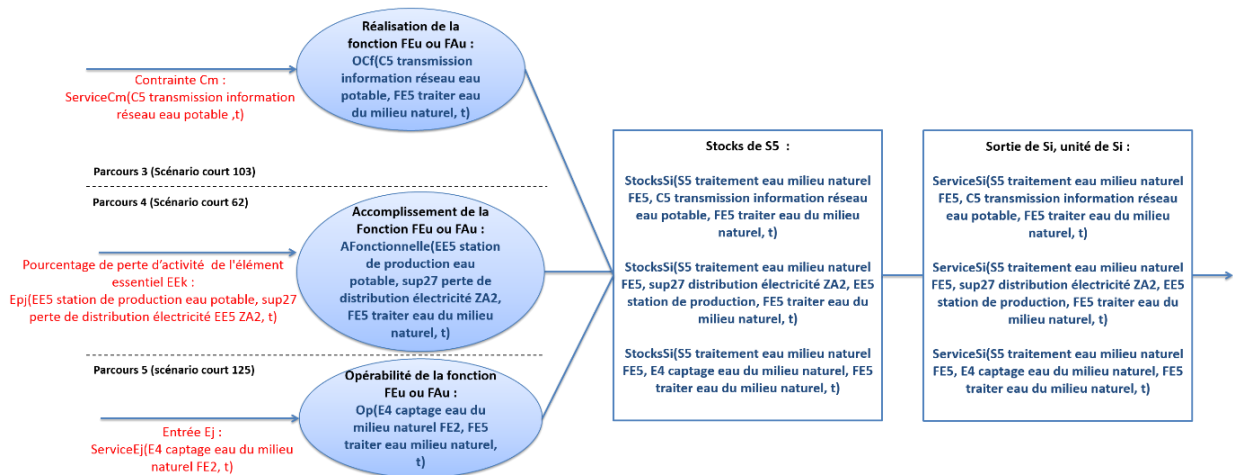 Réalisation de la
fonction FEu ou FAu :
OCf(C5 transmission
information réseau eau
potable, FE5 traiter eau
du milieu naturel, t)
Contrainte Cm :
ServiceCm(C5 transmission information
réseau eau potable ,t)
Parcours 3 (Scénario court 103)
Parcours 4 (Scénario court 62)
Accomplissement de la
Fonction FEu ou FAu :
AFonctionnelle(EE5 station
de production eau
potable, sup27 perte de
distribution électricité ZA2,
FE5 traiter eau du milieu
naturel, t)
Pourcentage de perte d’activité de l'élément
essentiel EEk :
Epj(EE5 station de production eau potable, sup27
perte de distribution électricité EE5 ZA2, t)
Parcours 5 (scénario court 125)
Opérabilité de la fonction
FEu ou FAu :
Op(E4 captage eau du
milieu naturel FE2, FE5
traiter eau milieu naturel,
t)
Entrée Ej :
ServiceEj(E4 captage eau du milieu
naturel FE2, t)
Stocks de S5 :
StocksSi(S5 traitement eau milieu naturel
FE5, C5 transmission information réseau
eau potable, FE5 traiter eau du milieu
naturel, t)
StocksSi(S5 traitement eau milieu naturel
FE5, sup27 distribution électricité ZA2, EE5
station de production, FE5 traiter eau du
milieu naturel, t)
StocksSi(S5 traitement eau milieu naturel
FE5, E4 captage eau du milieu naturel, FE5
traiter eau du milieu naturel, t)
Sortie de Si, unité de Si :
ServiceSi(S5 traitement eau milieu naturel
FE5, C5 transmission information réseau
eau potable, FE5 traiter eau du milieu
naturel, t)
ServiceSi(S5 traitement eau milieu naturel
FE5, sup27 distribution électricité ZA2, EE5
station de production, FE5 traiter eau du
milieu naturel, t)
ServiceSi(S5 traitement eau milieu naturel
FE5, E4 captage eau du milieu naturel, FE5
traiter eau du milieu naturel, t)